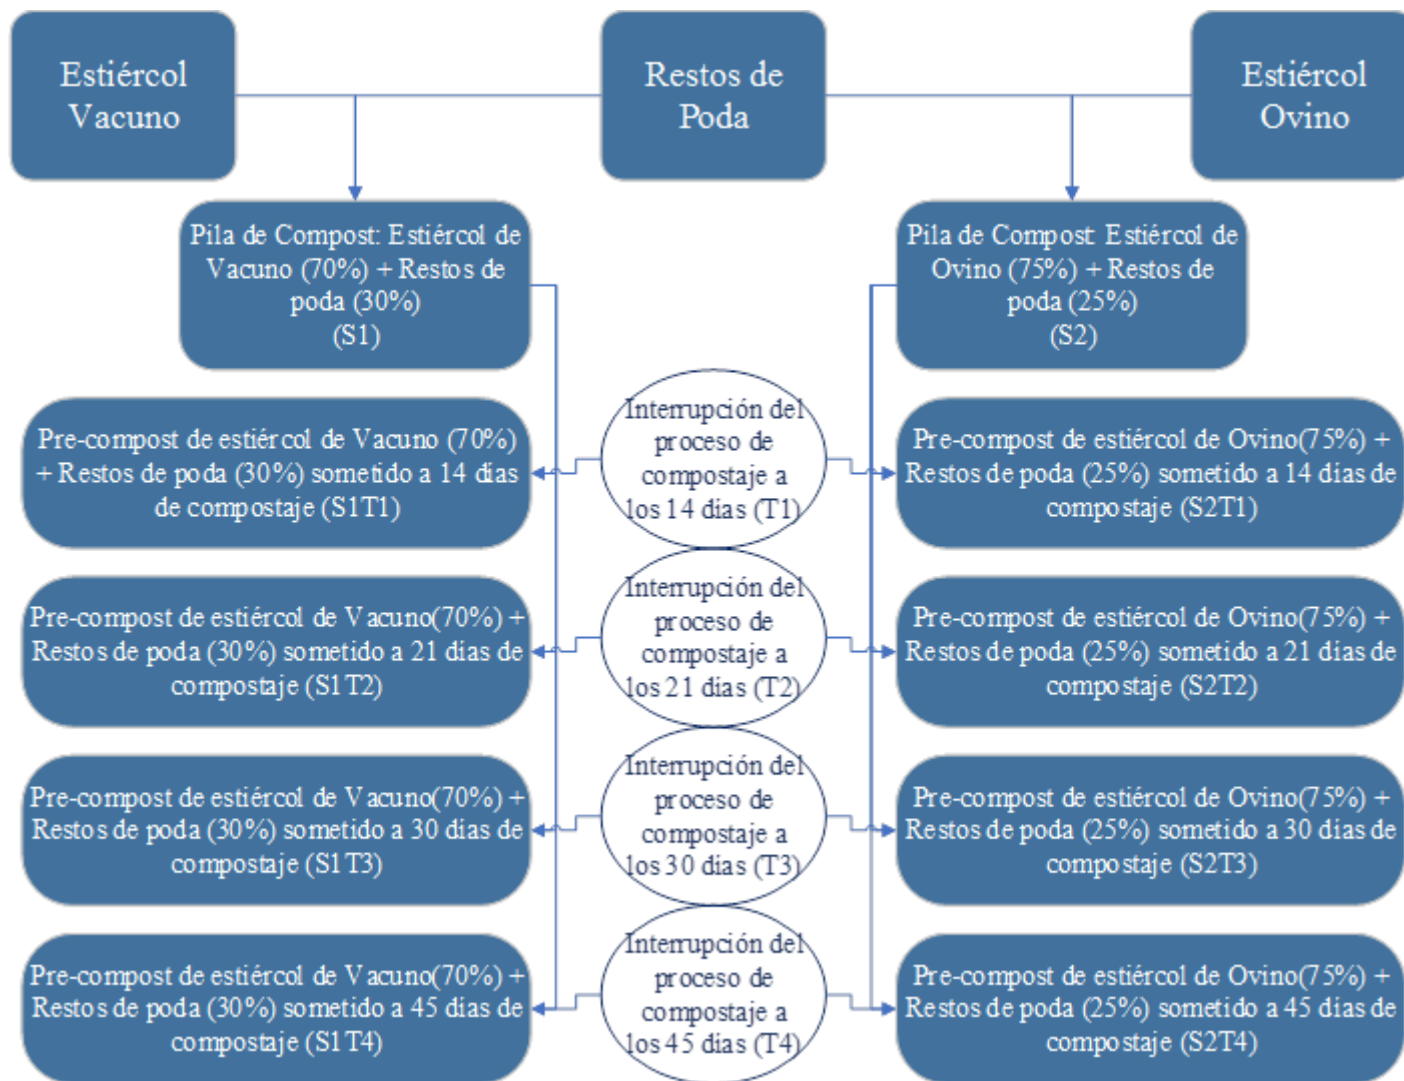 Estiércol
Vacuno
Restos de
Poda
Estiércol
Ovino
Pila de Compost: Estiércol de
Vacuno (70%) + Restos de
poda (30%)
(S1)
Pila de Compost: Estiércol de
Ovino (75%) + Restos de
poda (25%)
(S2)
Pre-compost de estiércol de Vacuno (70%)
+ Restos de poda (30%) sometido a 14 días
de compostaje (S1T1)
Interrupción del
proceso de
compostaje a
los 14 días (T1)
Pre-compost de estiércol de Ovino(75%) +
Restos de poda (25%) sometido a 14 días de
compostaje (S2T1)
Pre-compost de estiércol de Vacuno(70%) +
Restos de poda (30%) sometido a 21 días de
compostaje (S1T2)
Interrupción del
proceso de
compostaje a
los 21 días (T2)
Pre-compost de estiércol de Ovino(75%) +
Restos de poda (25%) sometido a 21 días de
compostaje (S2T2)
Pre-compost de estiércol de Vacuno(70%) +
Restos de poda (30%) sometido a 30 días de
compostaje (S1T3)
Interrupción del
proceso de
compostaje a
los 30 días (T3)
Pre-compost de estiércol de Ovino(75%) +
Restos de poda (25%) sometido a 30 días de
compostaje (S2T3)
Pre-compost de estiércol de Vacuno(70%) +
Restos de poda (30%) sometido a 45 días de
compostaje (S1T4)
Interrupción del
proceso de
compostaje a
los 45 días (T4)
Pre-compost de estiércol de Ovino(75%) +
Restos de poda (25%) sometido a 45 días de
compostaje (S2T4)